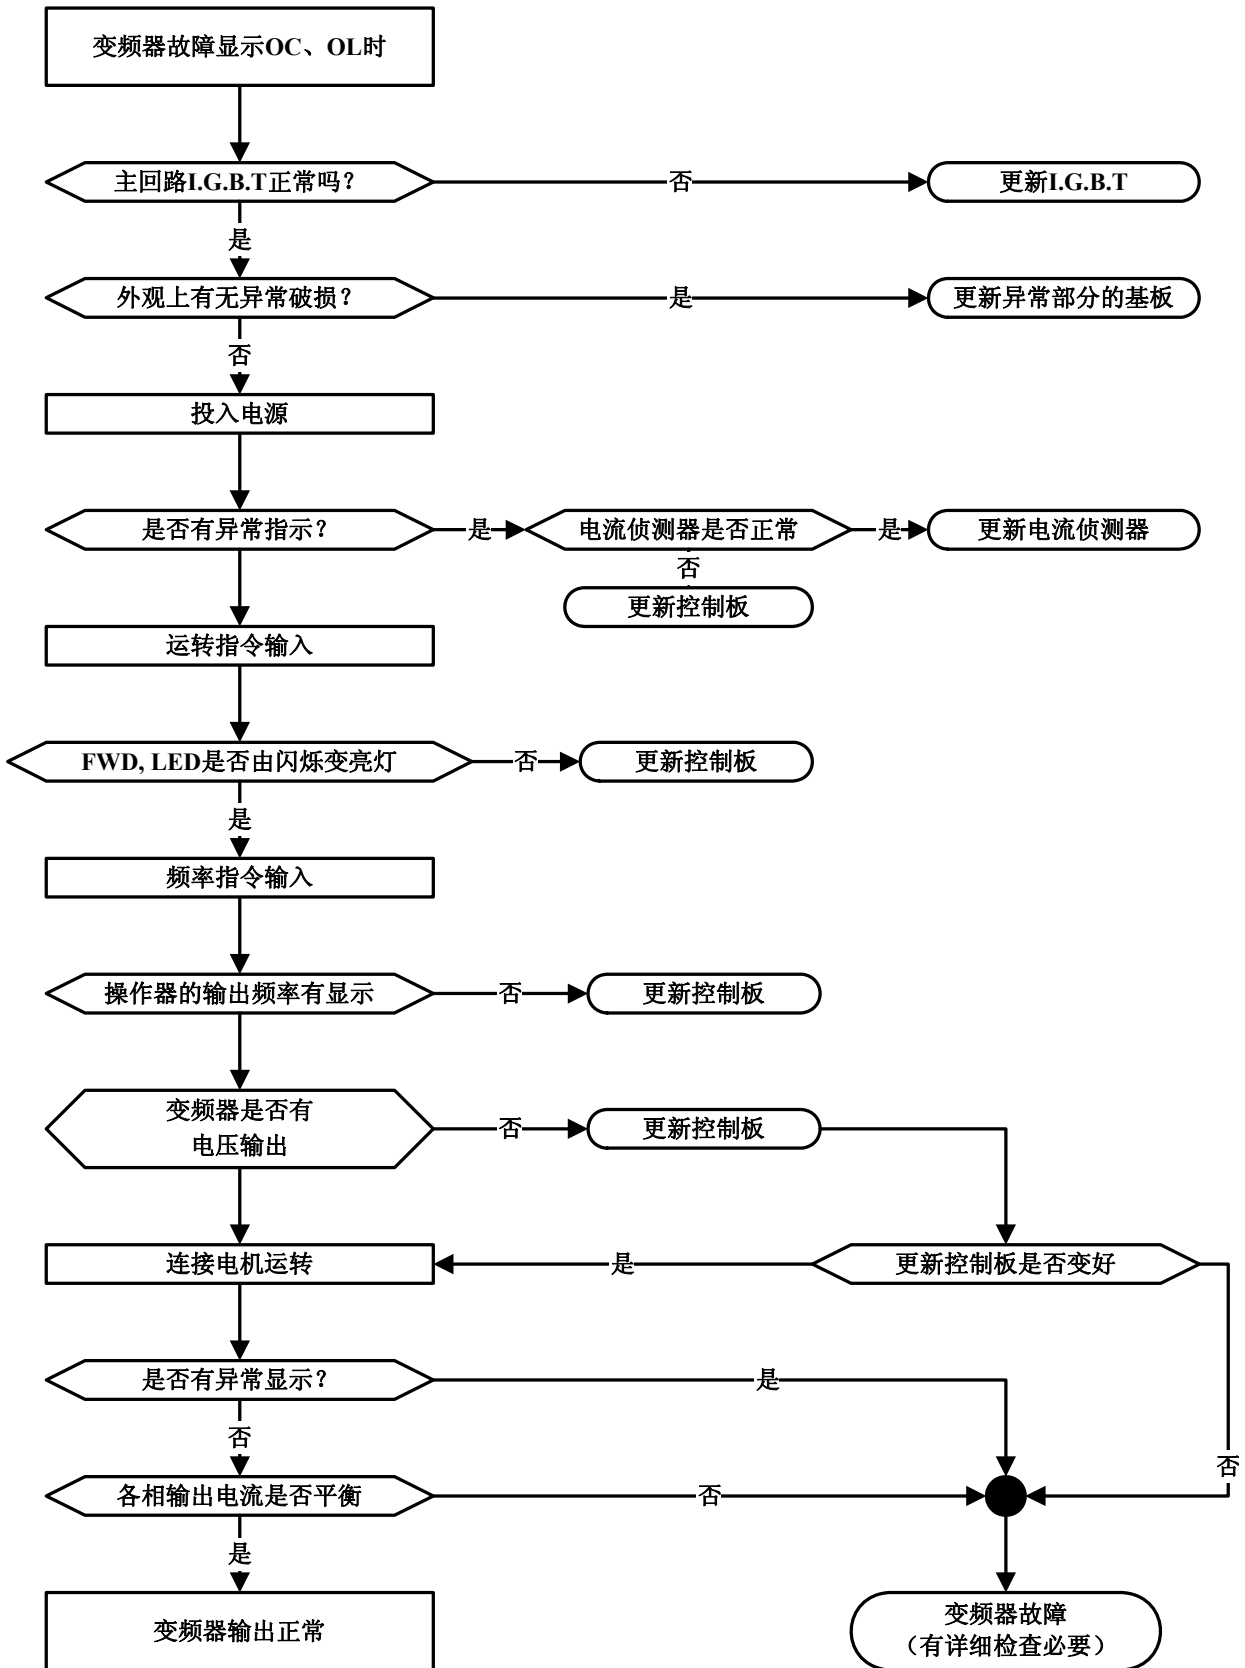 变频器故障显示OC、OL时
主回路I.G.B.T正常吗？
否
更新I.G.B.T
是
外观上有无异常破损？
是
更新异常部分的基板
否
投入电源
是否有异常指示？
是
电流侦测器是否正常
是
更新电流侦测器
否
更新控制板
运转指令输入
FWD, LED是否由闪烁变亮灯
否
更新控制板
是
频率指令输入
操作器的输出频率有显示
否
更新控制板
变频器是否有
电压输出
否
更新控制板
连接电机运转
是
更新控制板是否变好
是否有异常显示？
是
否
否
各相输出电流是否平衡
否
是
变频器输出正常
变频器故障
（有详细检查必要）